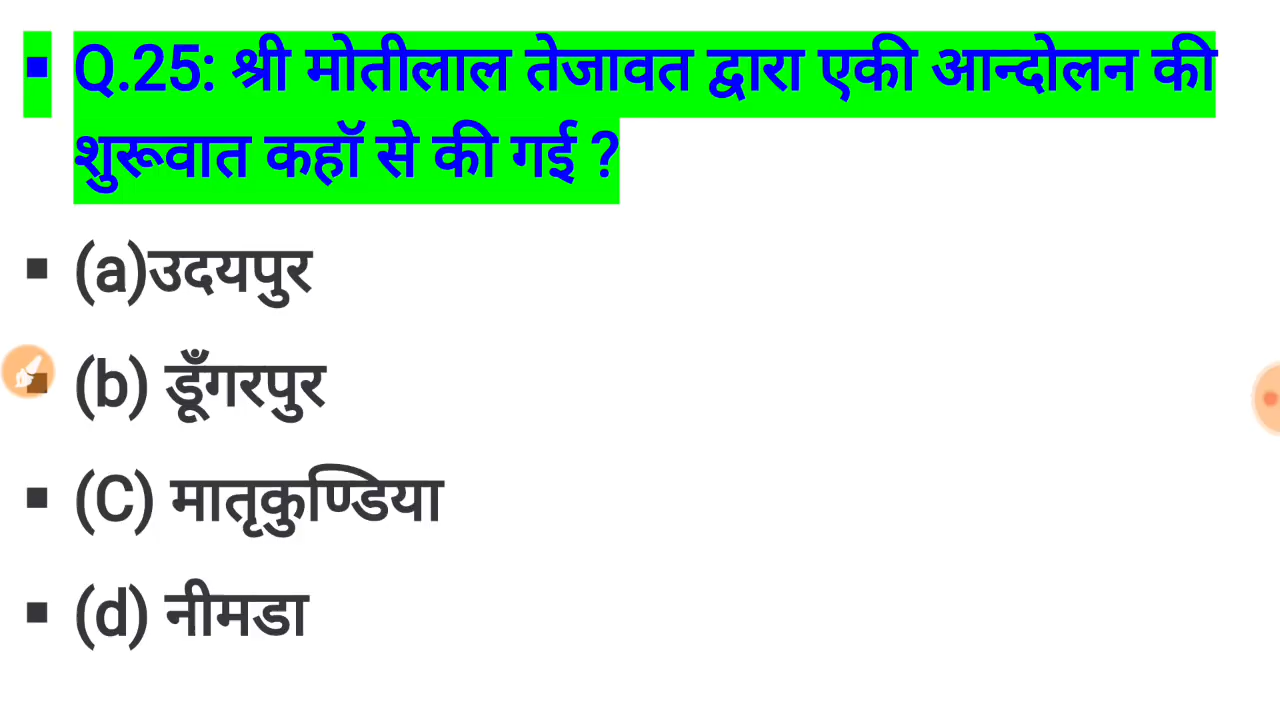 ▪ Q.25: श्री मोतीलाल तेजावत द्वारा एकी आन्दोलन की
शुरूवात कहॉ से की गई ?
▪ (a)उदयपुर
▪ (b) डूँगरपुर
▪ (C) मातृकुण्डिया
▪ (d) नीमडा